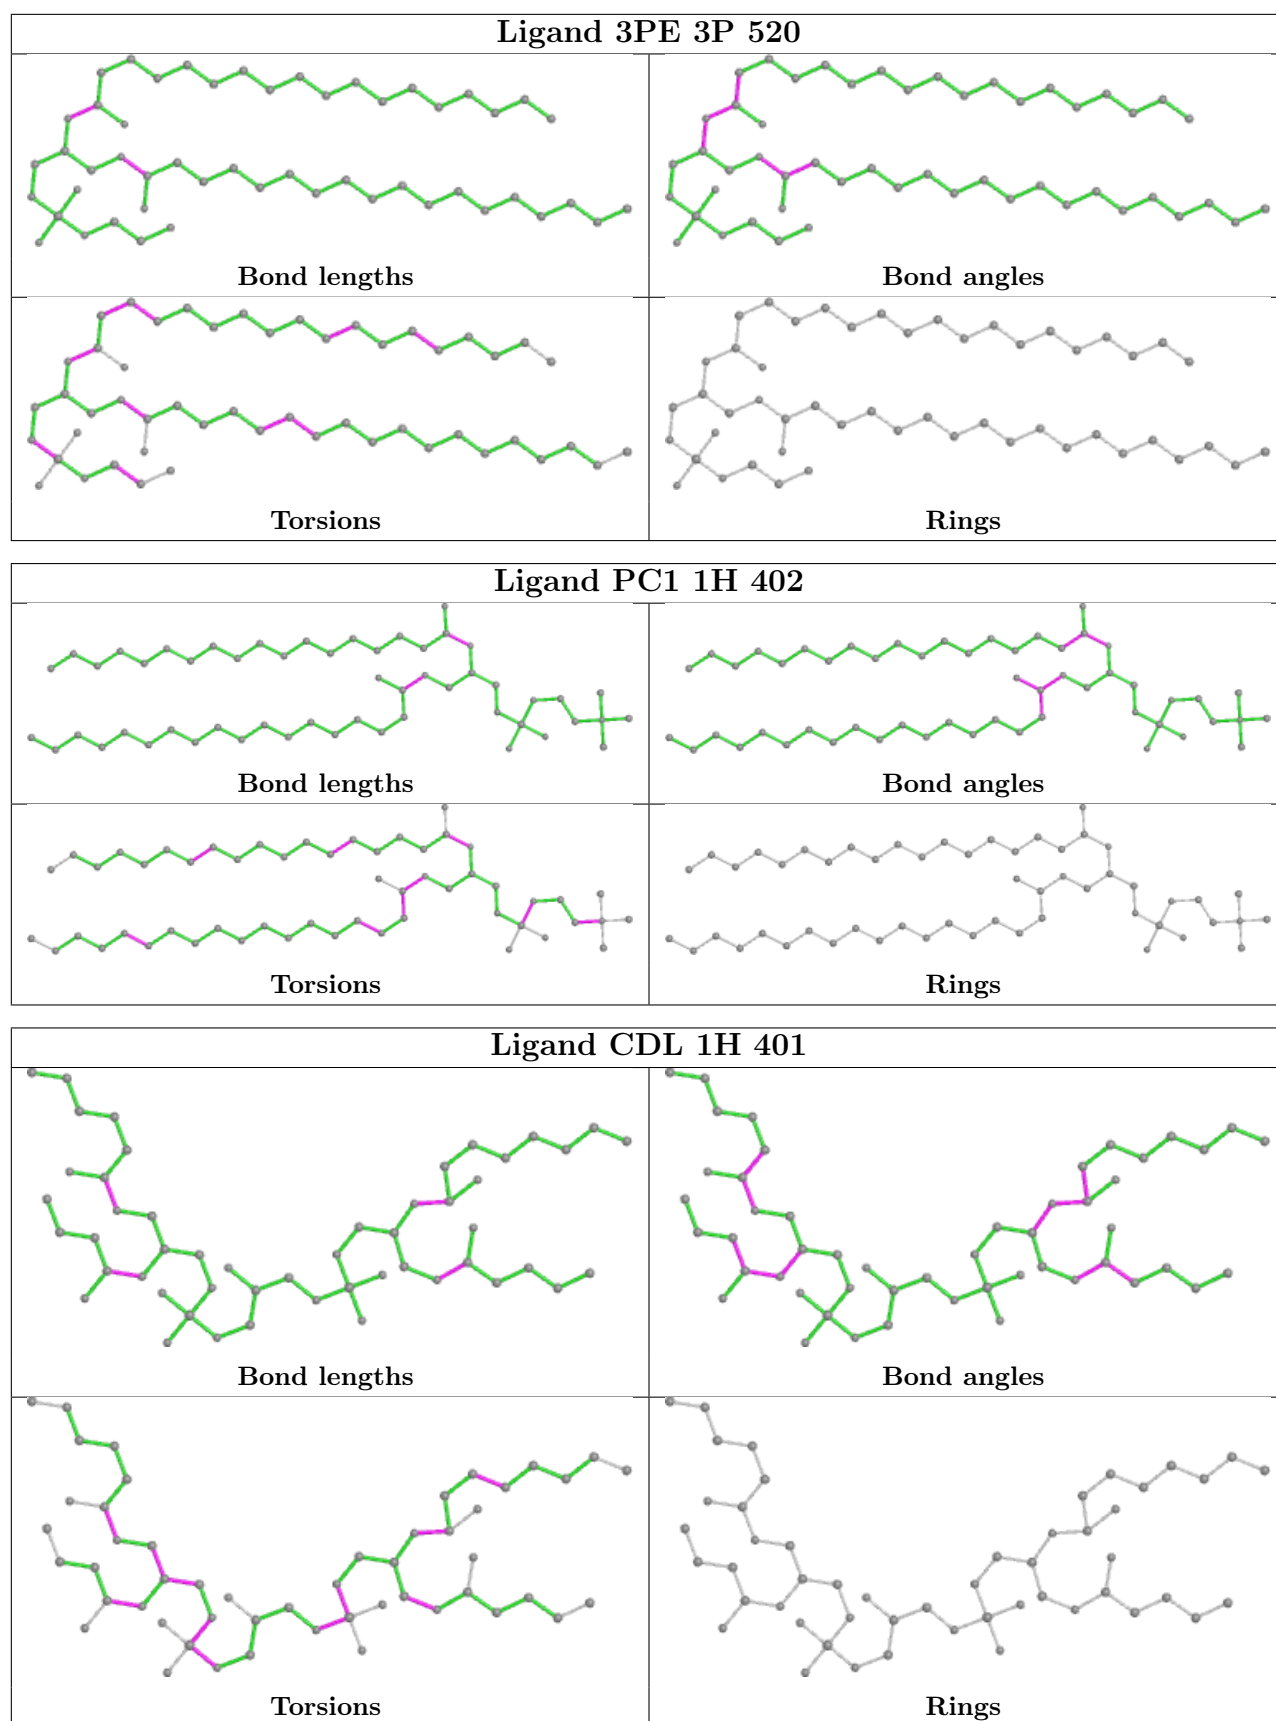 Ligand 3PE 3P 520
Bond lengths
Bond angles
Torsions
Rings
Ligand PC1 1H 402
Bond lengths
Bond angles
Torsions
Rings
Ligand CDL 1H 401
Bond lengths
Bond angles
Torsions
Rings